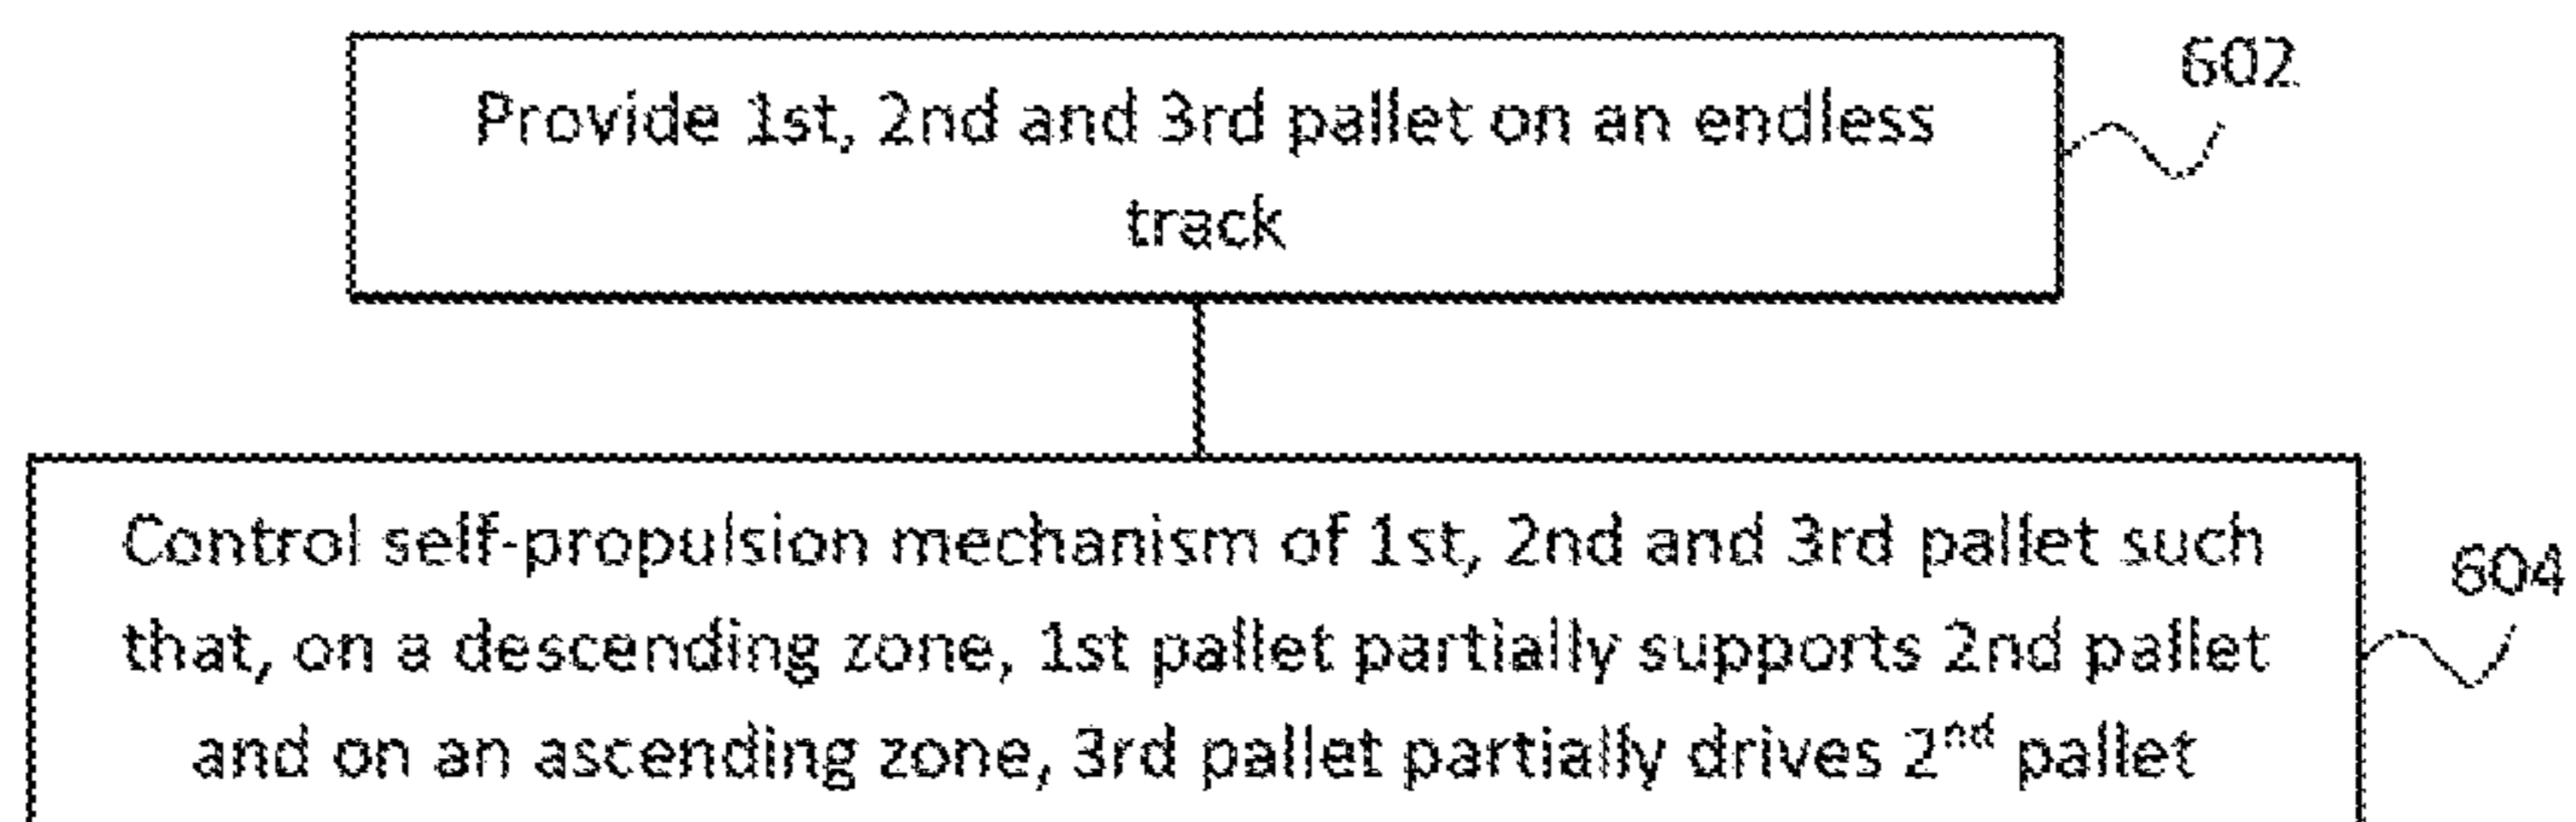 602
Provide 1st, 2nd and 3rd pallet on an endless
track
Control self-propulsion mechanism of 1st, 2nd and 3rd pallet such
604
that, on a descending zone, 1st pallet partially supports 2nd pallet
and on an ascending zone, 3rd pallet partially drives 2nd pallet